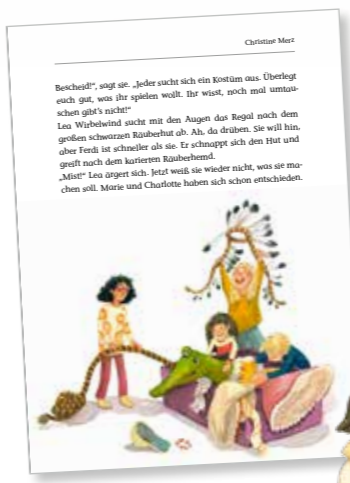 Christine Merz
Bescheid!“, sagt sie. „Jeder sucht sich ein Kostüm aus. Überlegt
euch gut, was ihr spielen wollt. Ihr wisst, noch mal umtau-
schen gibt’s nicht!“
Lea Wirbelwind sucht mit den Augen das Regal nach dem
großen schwarzen Räuberhut ab. Ah, da drüben. Sie will hin,
aber Ferdi ist schneller als sie. Er schnappt sich den Hut und
greift nach dem karierten Räuberhemd.
„Mist!“ Lea ärgert sich. Jetzt weiß sie wieder nicht, was sie ma-
chen soll. Marie und Charlotte haben sich schon entschieden.